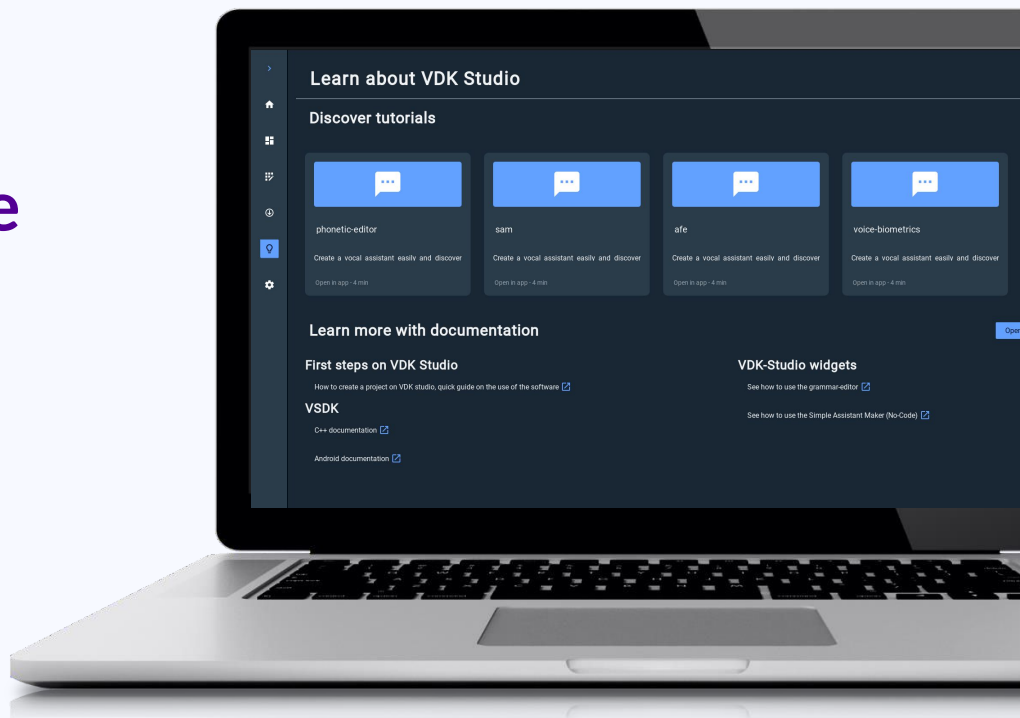 e
Learn about VDK Studio
Discover tutorials
phonetic-editor
sam
afe
voice-biometrics
Create a vocal assistant easily and discover
Create a vocal assistant easily and discover
Create a vocal assistant easily and discover
Create a vocal assistant easily and discover
Open in app - 4 min
Open in app - 4 min
Open in app - 4 min
Open in app - 4 min
Learn more with documentation
Open
First steps on VDK Studio
How to create a project on VDK studio, quick guide on the use of the software
VSDK
C++ documentation
Android documentation
VDK-Studio widgets
See how to use the grammar-editor
See how to use the Simple Assistant Maker (No-Code)